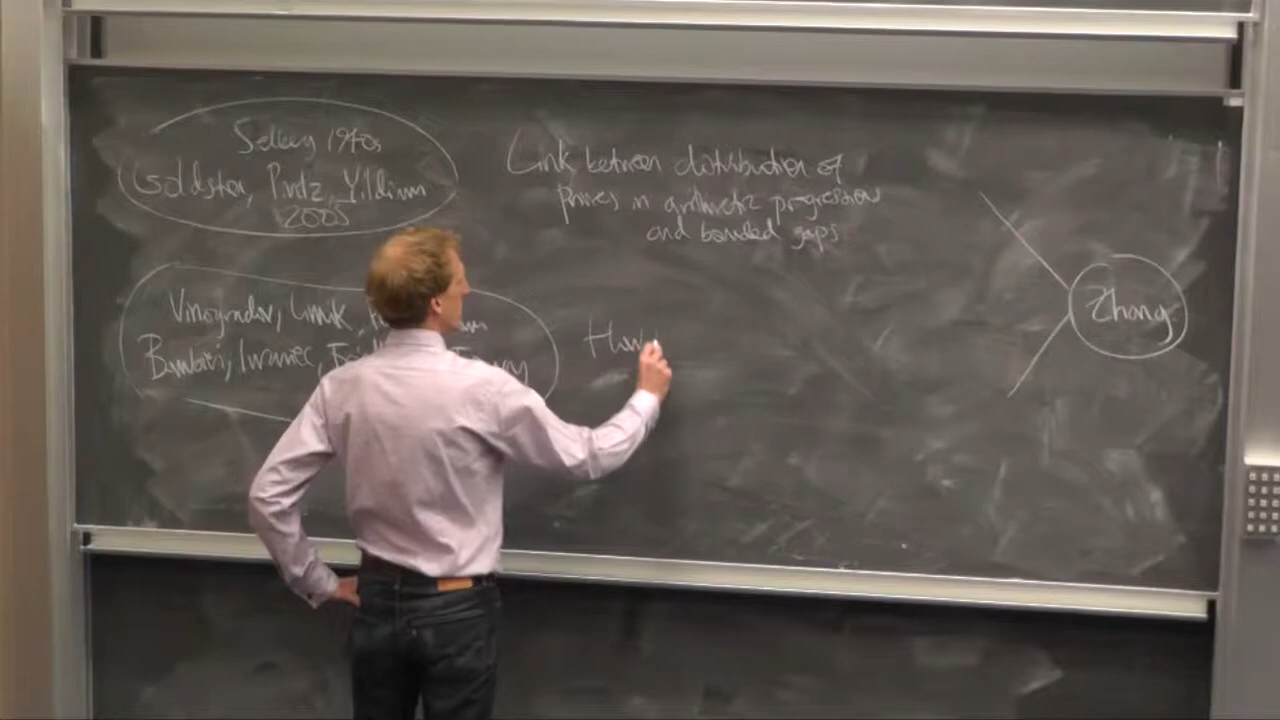 Selberg 1940s
Goldston, Pintz, Yildirim
2005
Link between distribution of
primes in arithmetic progressions
and bounded gaps
Vinogradov, Linnik,
Bombieri, Iwaniec,
Zhang